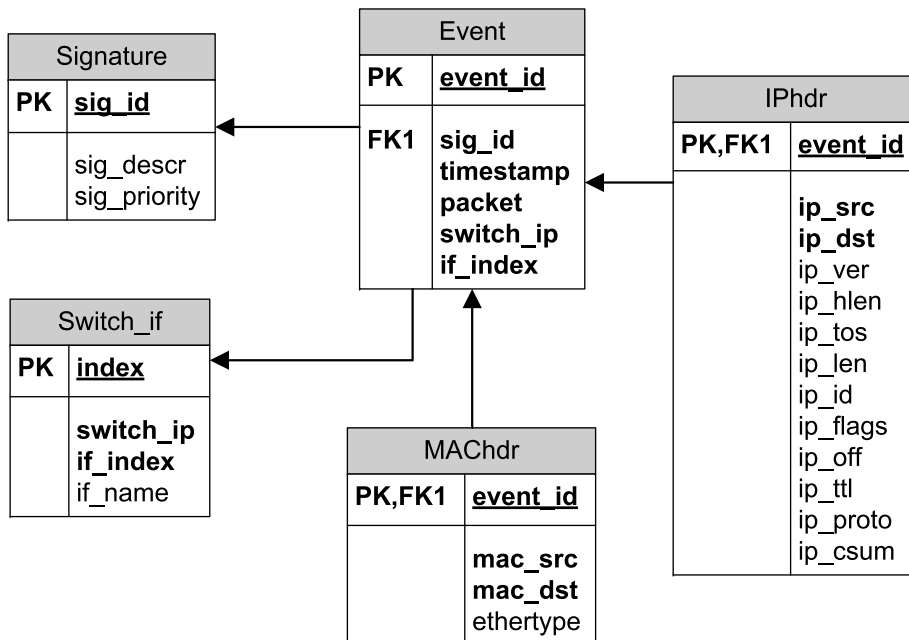 Signature
PK sig_id
sig_descr
sig_priority
Event
PK event_id
FK1 sig_id
timestamp
packet
switch_ip
if_index
IPhdr
PK,FK1 event_id
ip_src
ip_dst
ip_ver
ip_hlen
ip_tos
ip_len
ip_id
ip_flags
ip_off
ip_ttl
ip_proto
ip_csum
Switch_if
PK index
switch_ip
if_index
if_name
MAChdr
PK,FK1 event_id
mac_src
mac_dst
ethertype